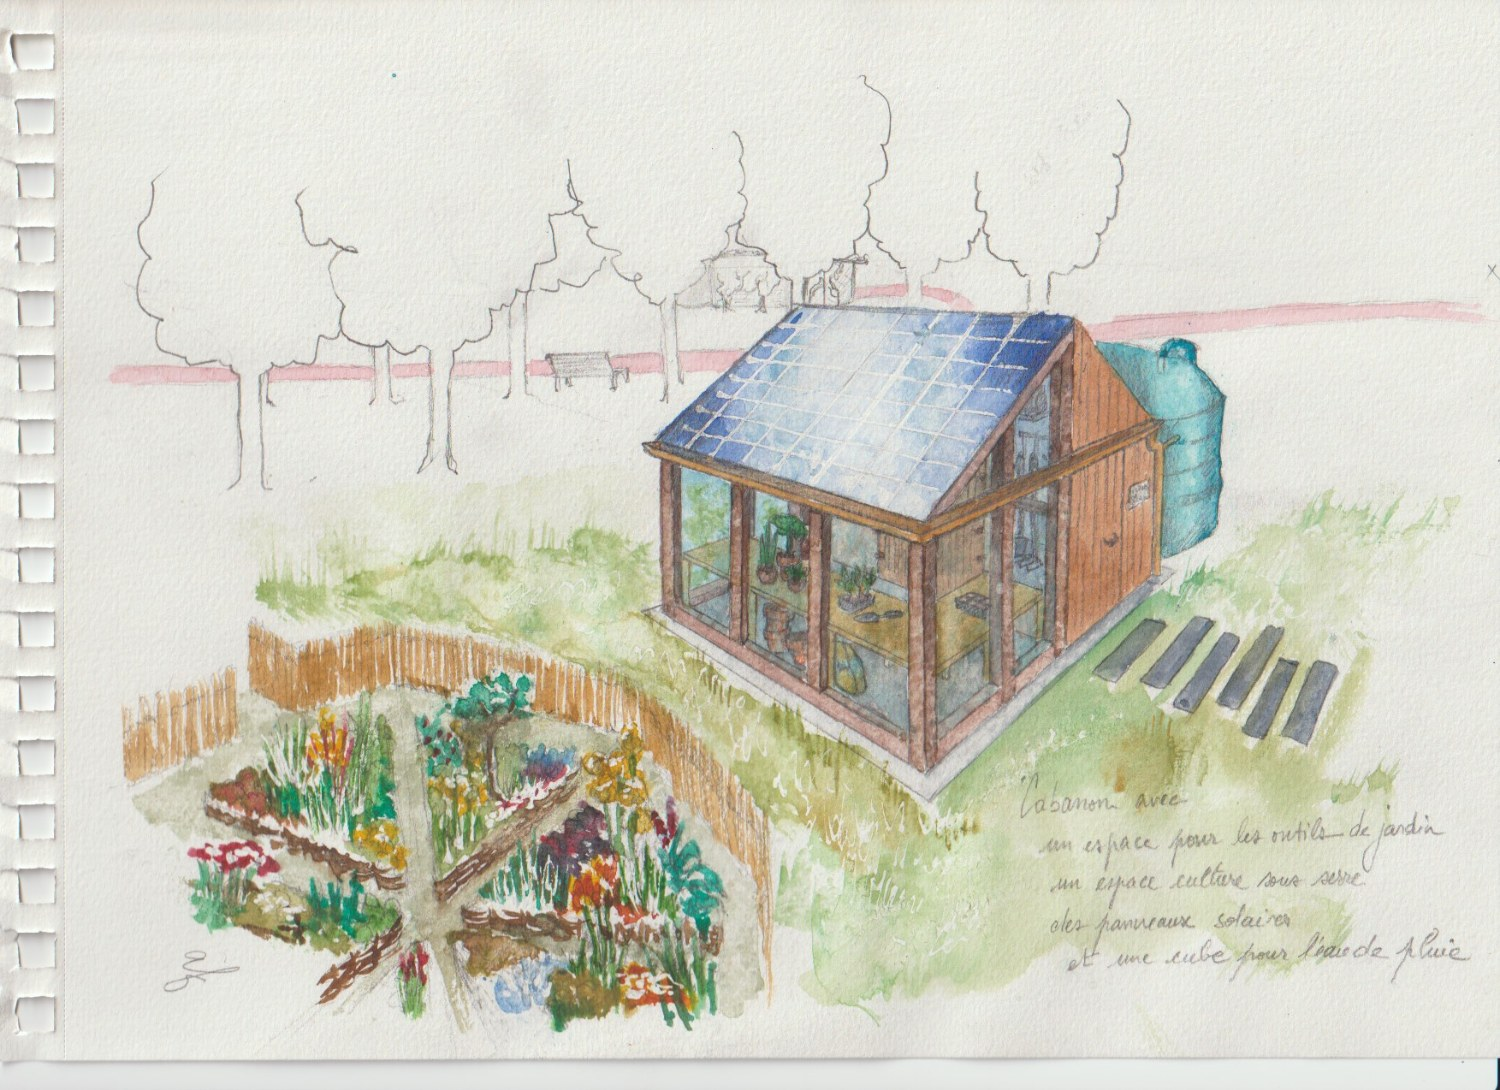 Cabanon avec
un espace pour les outils de jardin
un espace culture sous serre
des panneaux solaires
et une cube pour l'eau de pluie